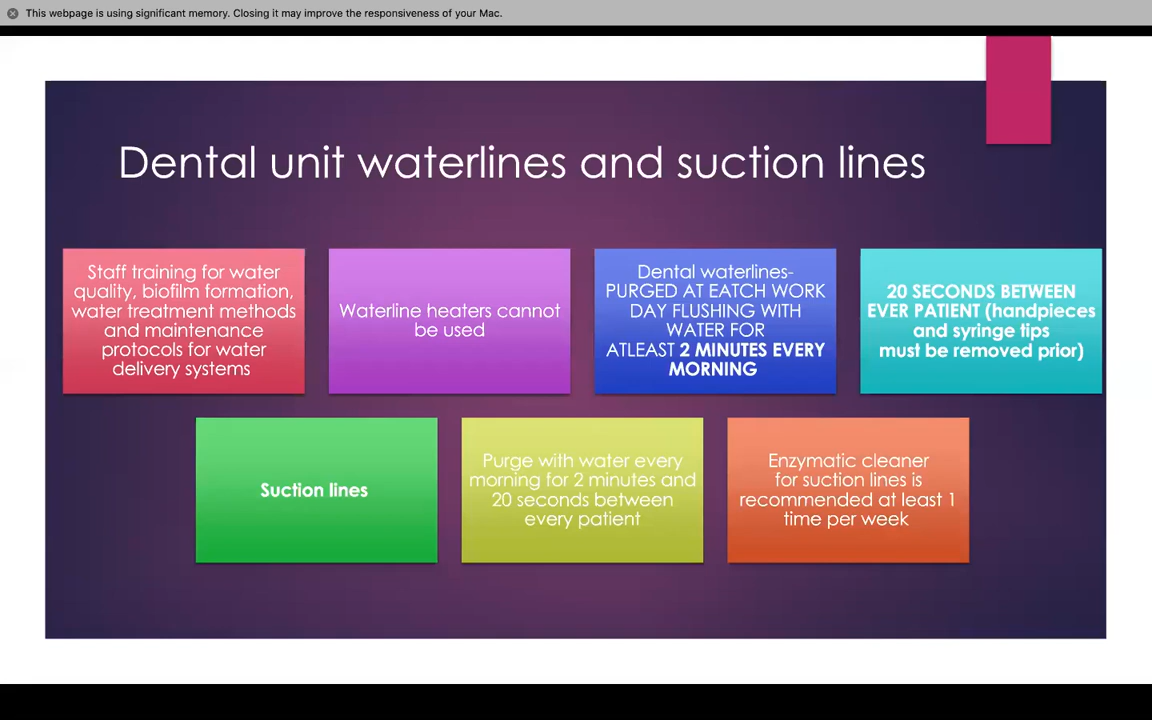 This webpage is using significant memory. Closing it may improve the responsiveness of your Mac.
Dental unit waterlines and suction lines
Staff training for water
quality, biofilm formation,
water treatment methods
and maintenance
protocols for water
delivery systems
Waterline heaters cannot
be used
Dental waterlines-
PURGED AT EATCH WORK
DAY FLUSHING WITH
WATER FOR
ATLEAST 2 MINUTES EVERY
MORNING
20 SECONDS BETWEEN
EVER PATIENT (handpieces
and syringe tips
must be removed prior)
Suction lines
Purge with water every
morning for 2 minutes and
20 seconds between
every patient
Enzymatic cleaner
for suction lines is
recommended at least 1
time per week